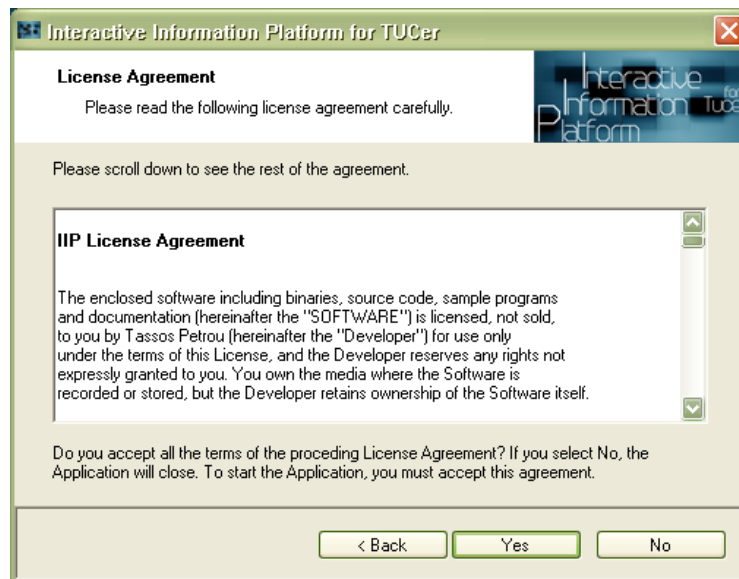 Interactive Information Platform for TUCer
License Agreement
Please read the following license agreement carefully.
Interactive
Information
Platform
for
Please scroll down to see the rest of the agreement.
IIP License Agreement
The enclosed software including binaries, source code, sample programs
and documentation (hereinafter the "SOFTWARE") is licensed, not sold,
to you by Tassos Petrou (hereinafter the "Developer") for use only
under the terms of this License, and the Developer reserves any rights not
expressly granted to you. You own the media where the Software is
recorded or stored, but the Developer retains ownership of the Software itself.
Do you accept all the terms of the proceding License Agreement? If you select No, the
Application will close. To start the Application, you must accept this agreement.
< Back
Yes
No